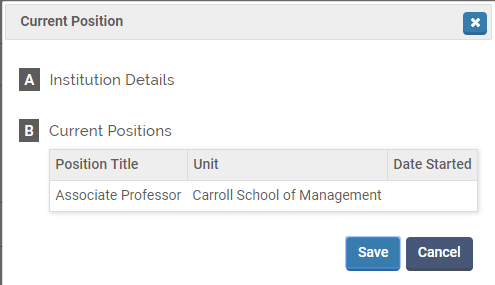 Current Position
×
A Institution Details
B Current Positions
Position Title Unit Date Started
Associate Professor Carroll School of Management
Save Cancel